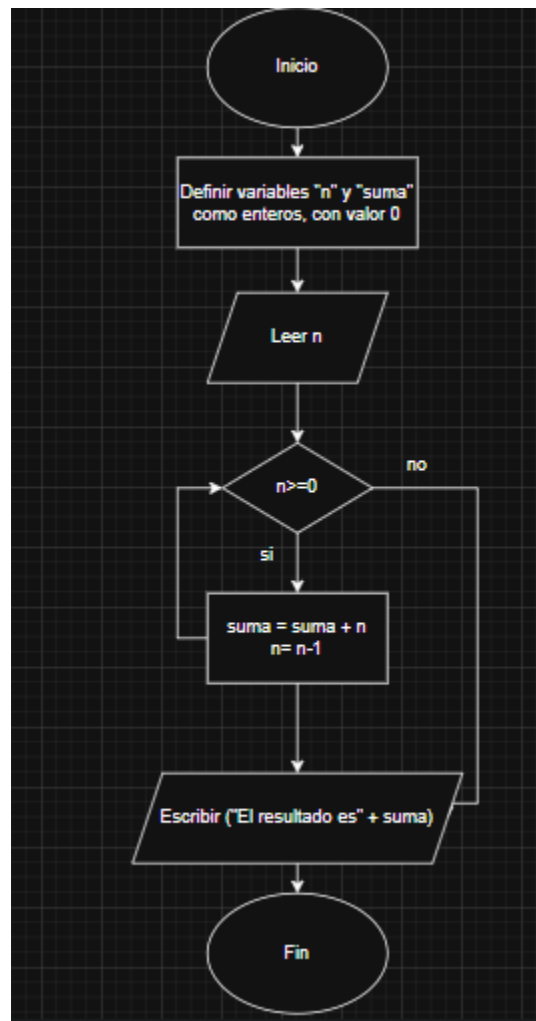 Inicio
Definir variables "n" y "suma"
como enteros, con valor 0
Leer n
n>=0
no
si
suma = suma + n
n= n-1
Escribir ("El resultado es" + suma)
Fin